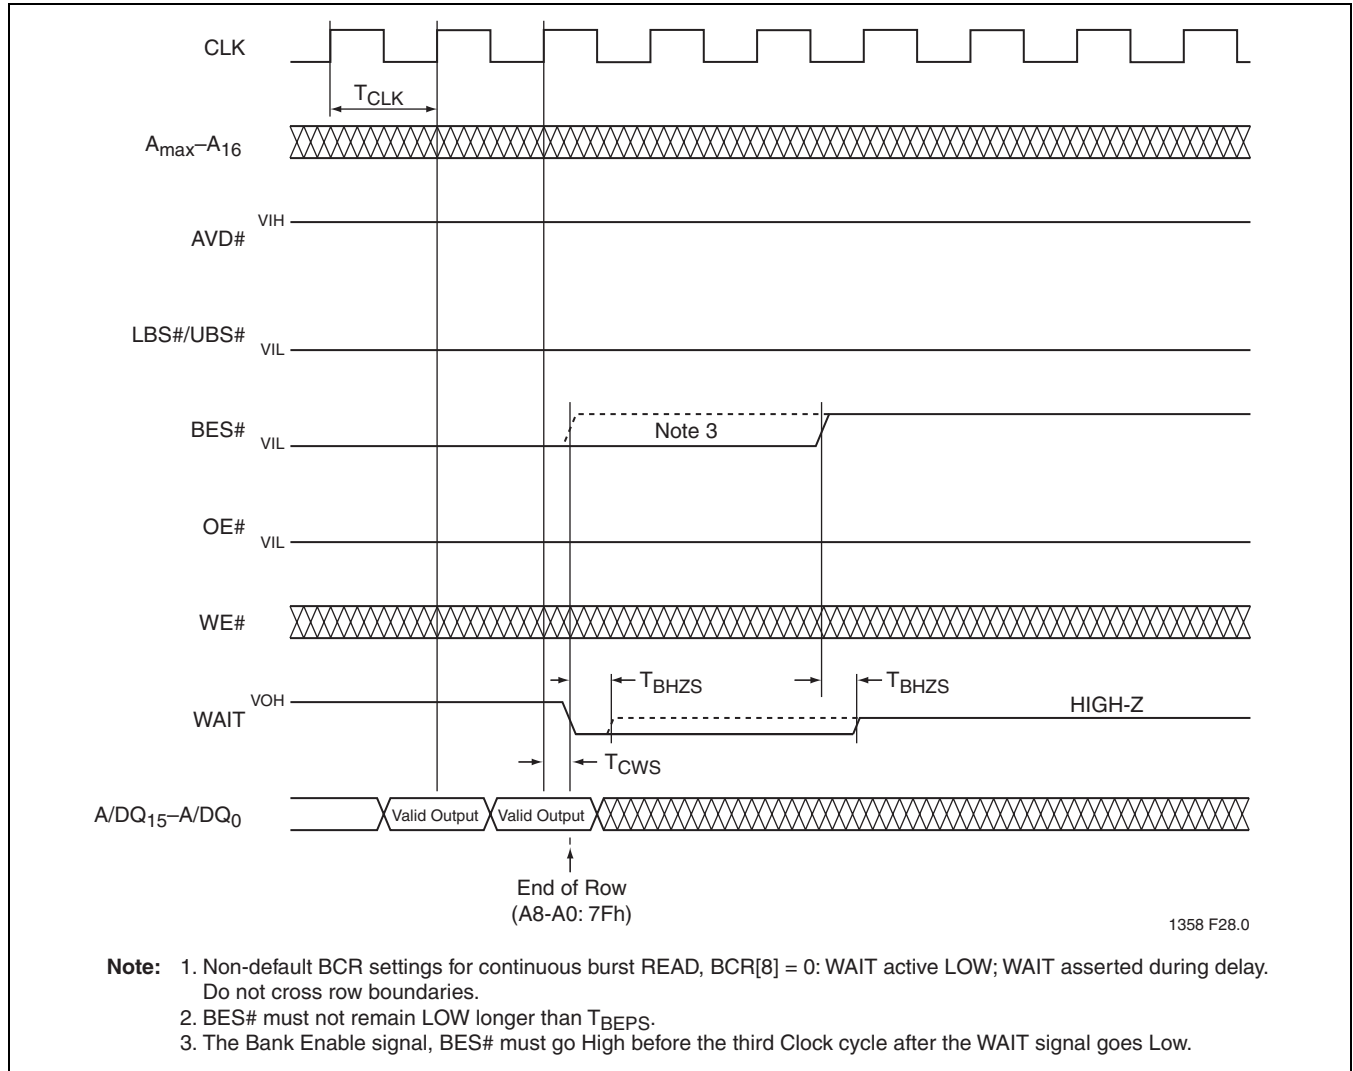 CLK
TCLK
Amax–A16
VIH
AVD#
LBS#/UBS#
VIL
BES#
VIL
Note 3
OE#
VIL
WE#
TBHZS
TBHZS
VOH
WAIT
HIGH-Z
TCWS
A/DQ15–A/DQ0
Valid Output
Valid Output
End of Row
(A8-A0: 7Fh)
1358 F28.0
Note: 1. Non-default BCR settings for continuous burst READ, BCR[8] = 0: WAIT active LOW; WAIT asserted during delay.
Do not cross row boundaries.
2. BES# must not remain LOW longer than TBEPS.
3. The Bank Enable signal, BES# must go High before the third Clock cycle after the WAIT signal goes Low.